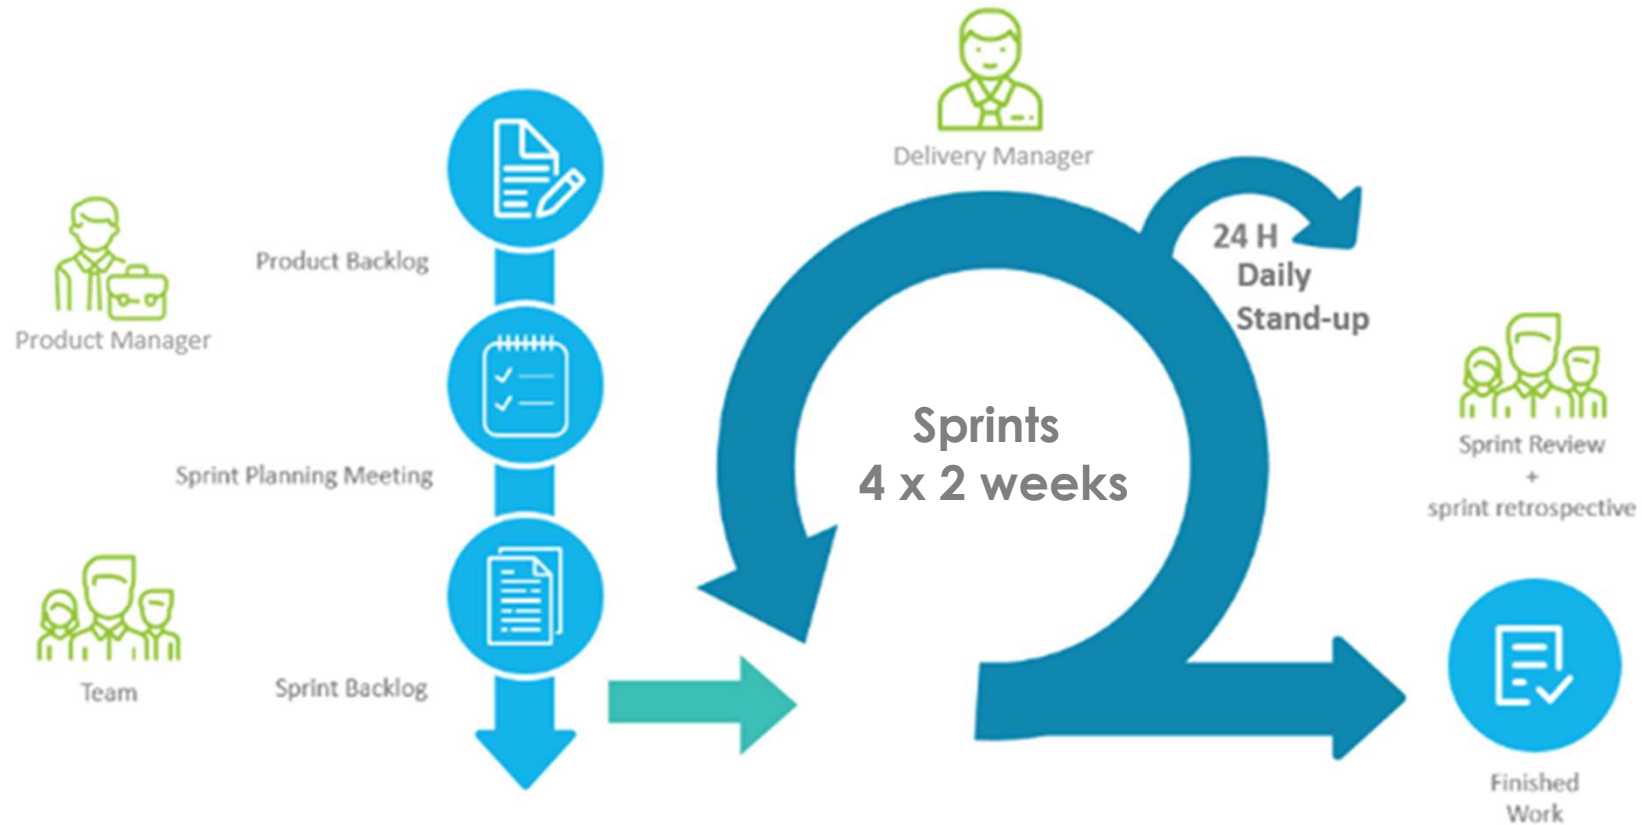 Delivery Manager
Product Manager
Product Backlog
24 H
Daily
Stand-up
Sprints
4 x 2 weeks
Sprint Planning Meeting
Sprint Review
+
sprint retrospective
Team
Sprint Backlog
Finished
Work